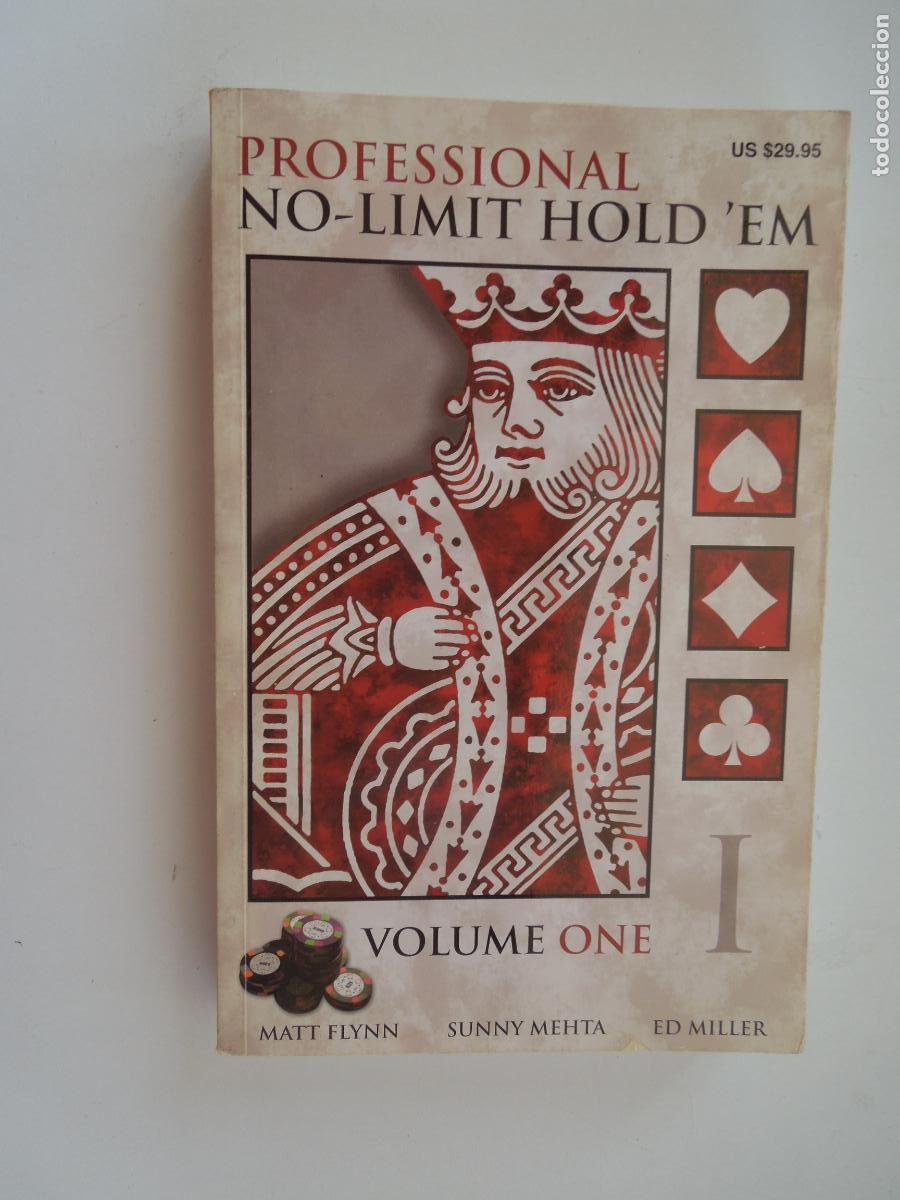 PROFESSIONAL
US $29.95
NO-LIMIT HOLD 'EM
I
VOLUME ONE
MATT FLYNN SUNNY MEHTA ED MILLER
todocoleccion